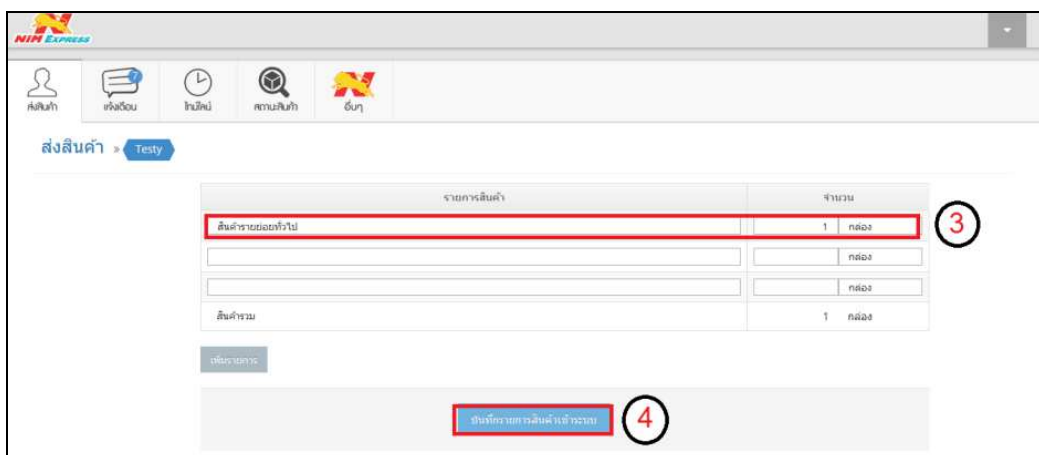 NIM EXPRESS
7
ส่งสินค้า แจ้งเตือน ไทม์ไลน์ สถานะสินค้า อื่นๆ
ส่งสินค้า » Testy
รายการสินค้า จำนวน
สินค้ารายย่อยทั่วไป 1 กล่อง 3
กล่อง
กล่อง
สินค้ารวม 1 กล่อง
เพิ่มรายการ
บันทึกรายการสินค้าเข้าระบบ 4